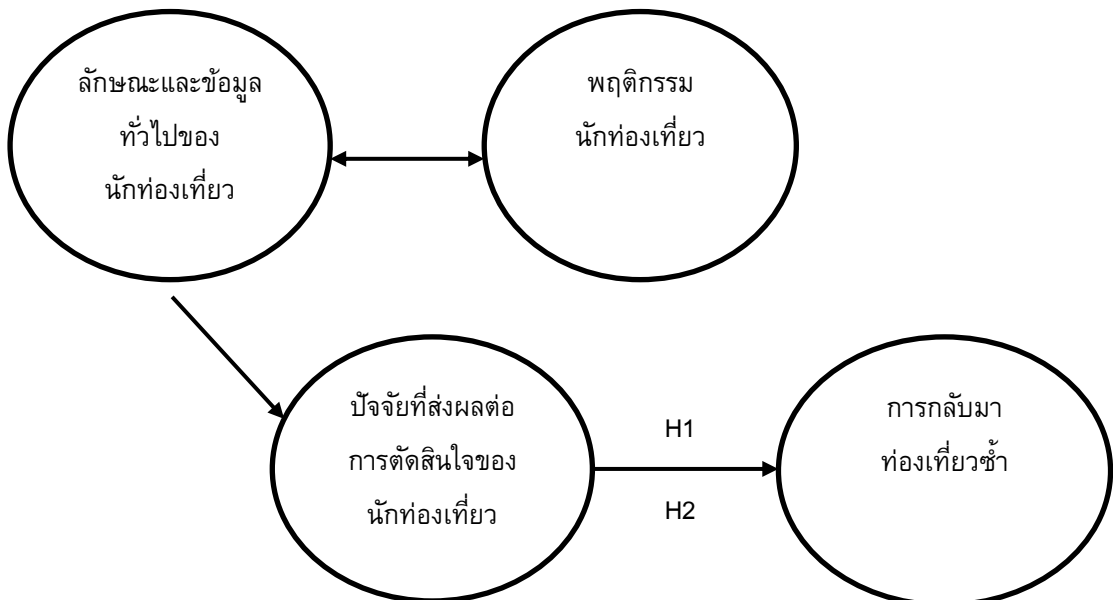 ลักษณะและข้อมูล
ทั่วไปของ
นักท่องเที่ยว
พฤติกรรม
นักท่องเที่ยว
ปัจจัยที่ส่งผลต่อ
การตัดสินใจของ
นักท่องเที่ยว
H1
H2
การกลับมา
ท่องเที่ยวซ้ำ